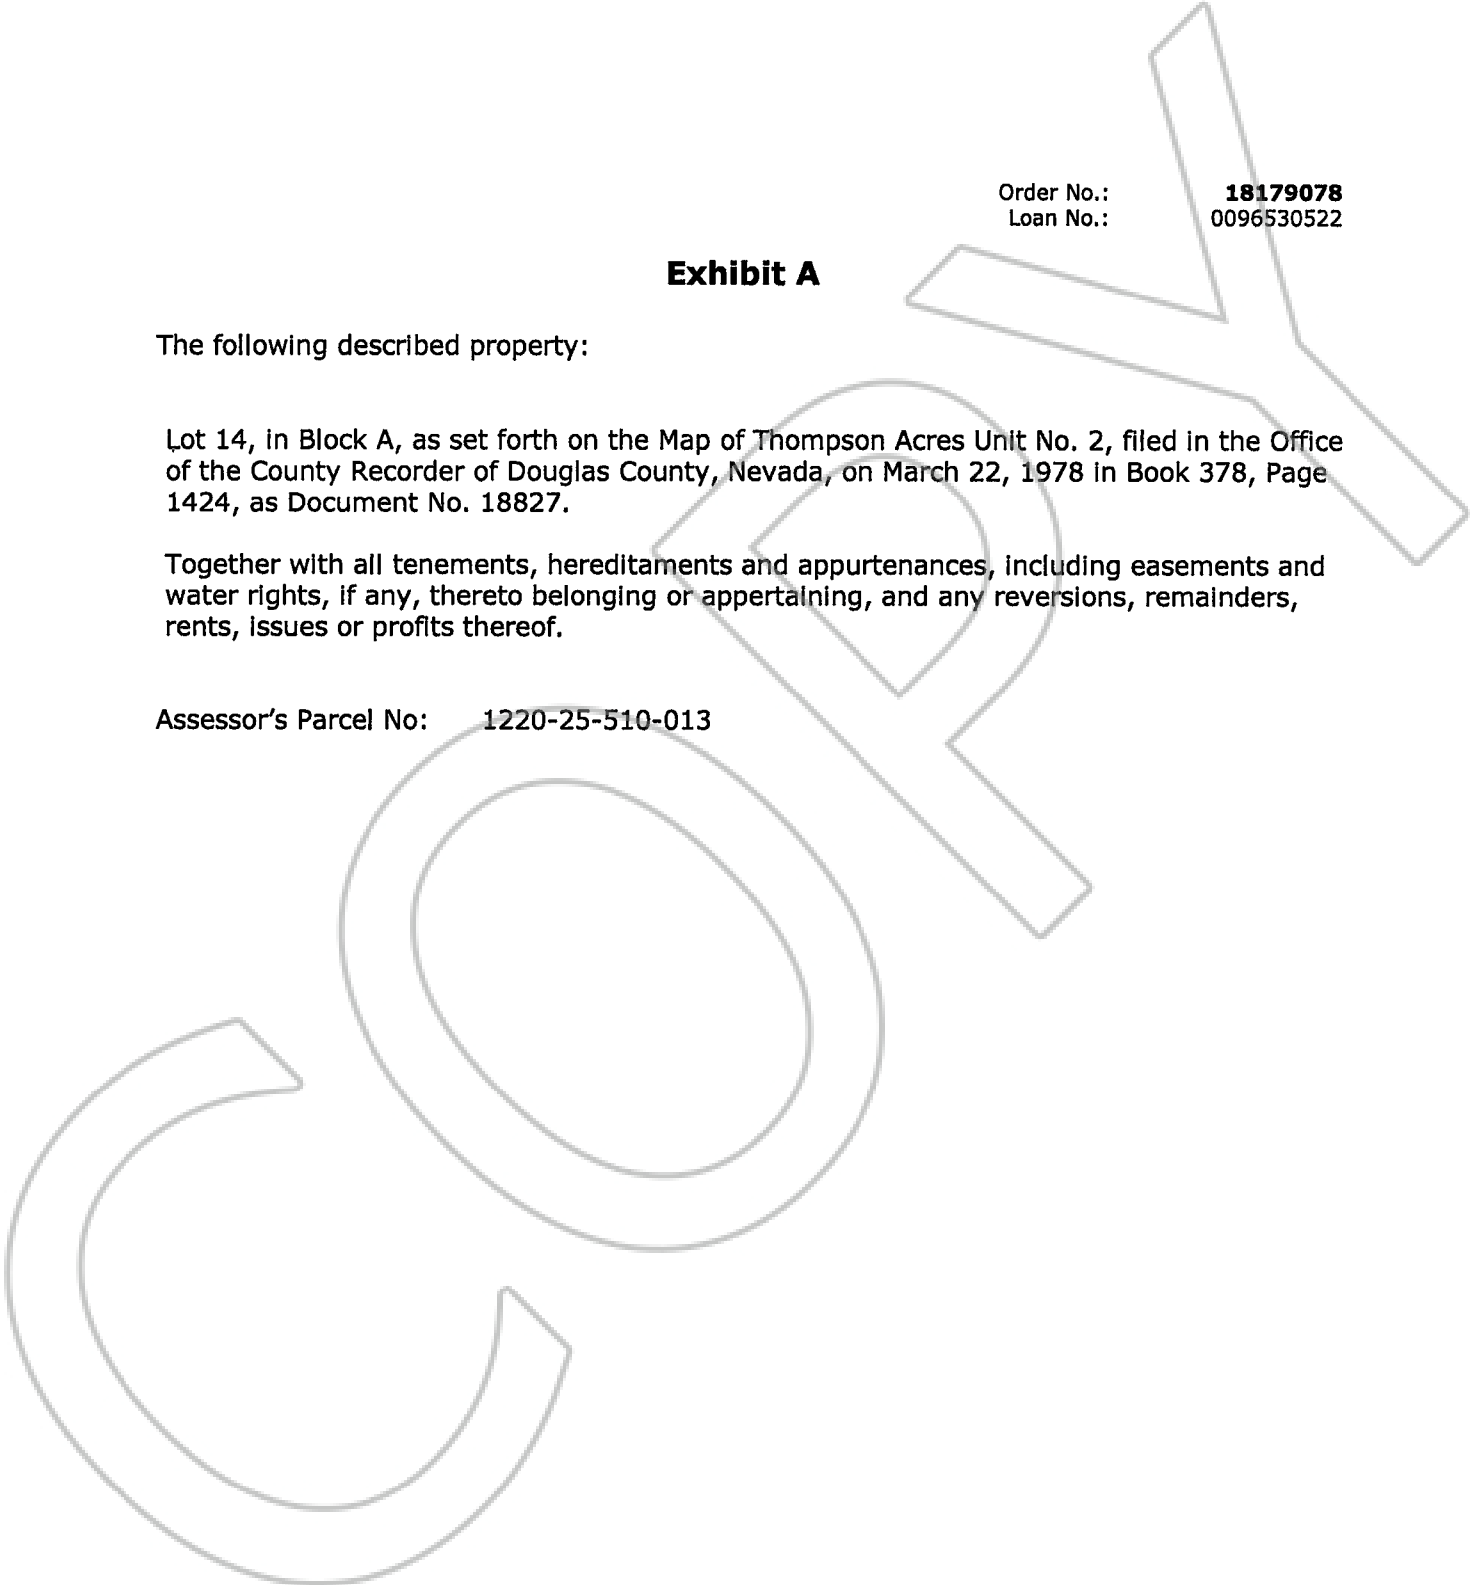 Order No.: 18179078
Loan No.: 0096530522
Exhibit A
The following described property:
Lot 14, in Block A, as set forth on the Map of Thompson Acres Unit No. 2, filed in the Office
of the County Recorder of Douglas County, Nevada, on March 22, 1978 in Book 378, Page
1424, as Document No. 18827.
Together with all tenements, hereditaments and appurtenances, including easements and
water rights, if any, thereto belonging or appertaining, and any reversions, remainders,
rents, issues or profits thereof.
Assessor's Parcel No: 1220-25-510-013
COPY